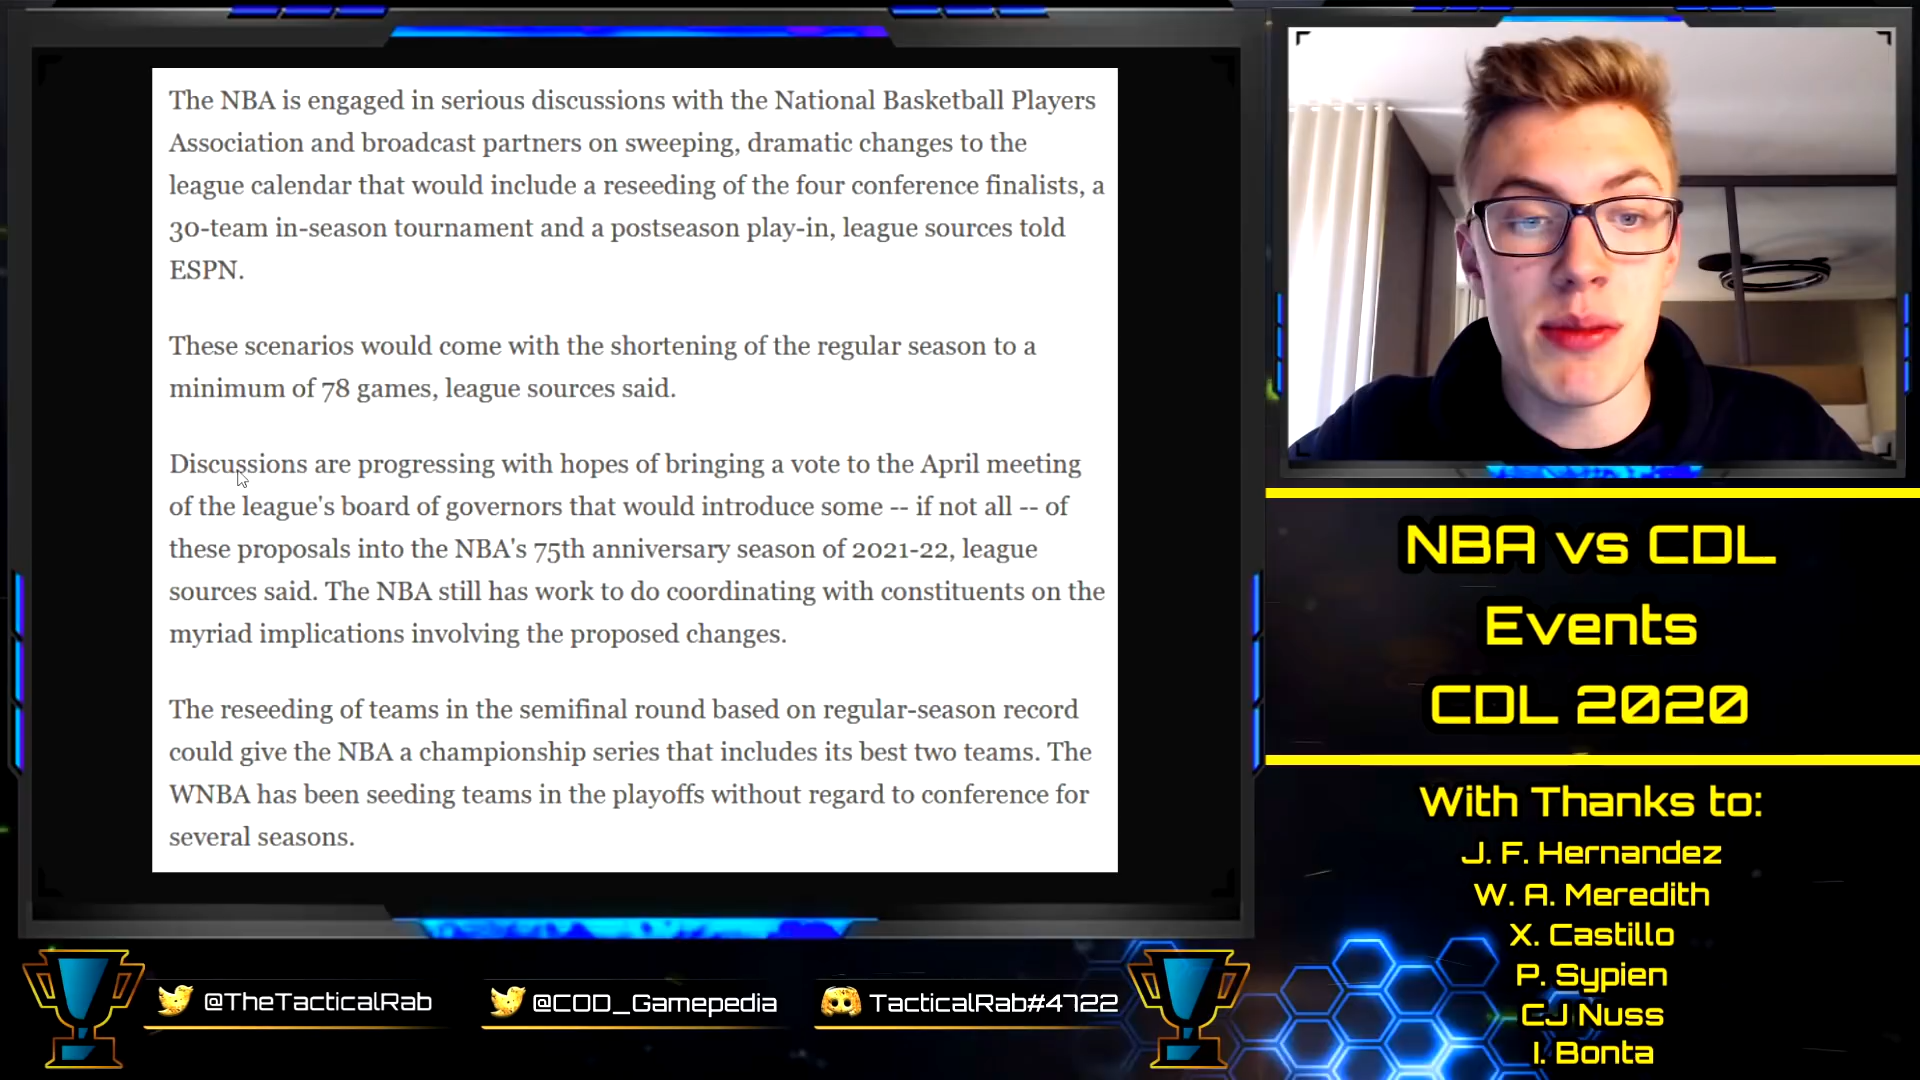 The NBA is engaged in serious discussions with the National Basketball Players
Association and broadcast partners on sweeping, dramatic changes to the
league calendar that would include a reseeding of the four conference finalists, a
30-team in-season tournament and a postseason play-in, league sources told
ESPN.
These scenarios would come with the shortening of the regular season to a
minimum of 78 games, league sources said.
Discussions are progressing with hopes of bringing a vote to the April meeting
of the league's board of governors that would introduce some -- if not all -- of
these proposals into the NBA's 75th anniversary season of 2021-22, league
sources said. The NBA still has work to do coordinating with constituents on the
myriad implications involving the proposed changes.
The reseeding of teams in the semifinal round based on regular-season record
could give the NBA a championship series that includes its best two teams. The
WNBA has been seeding teams in the playoffs without regard to conference for
several seasons.
NBA vs CDL
Events
CDL 2020
With Thanks to:
J. F. Hernandez
W. A. Meredith
X. Castillo
P. Sypien
CJ Nuss
I. Bonta
@TheTacticalRab
@COD_Gamepedia
TacticalRab#4722